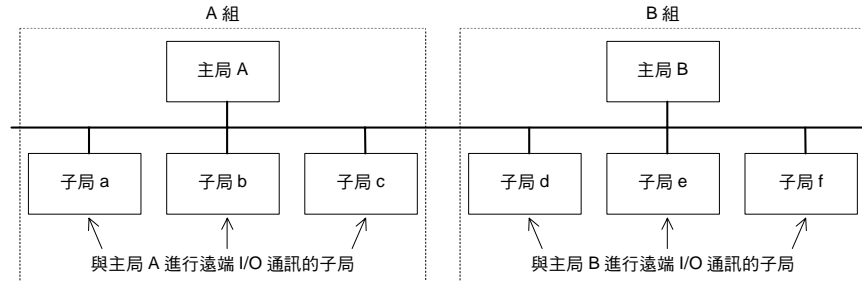 A 組
B 組
主局 A
主局 B
子局 a
子局 b
子局 c
子局 d
子局 e
子局 f
與主局 A 進行遠端 I/O 通訊的子局
與主局 B 進行遠端 I/O 通訊的子局